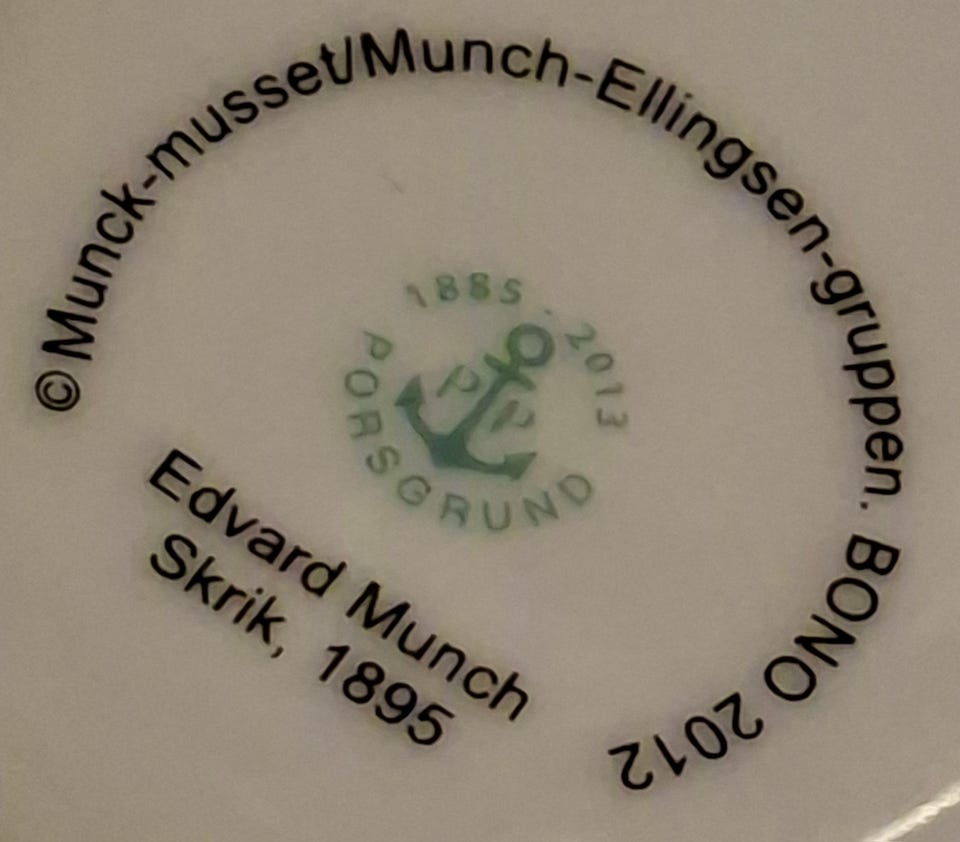 © Munck-musset/Munch-Ellingsen-gruppen. BONO 2012
1885 · 2013
PORSGRUND
P P
Edvard Munch
Skrik, 1895